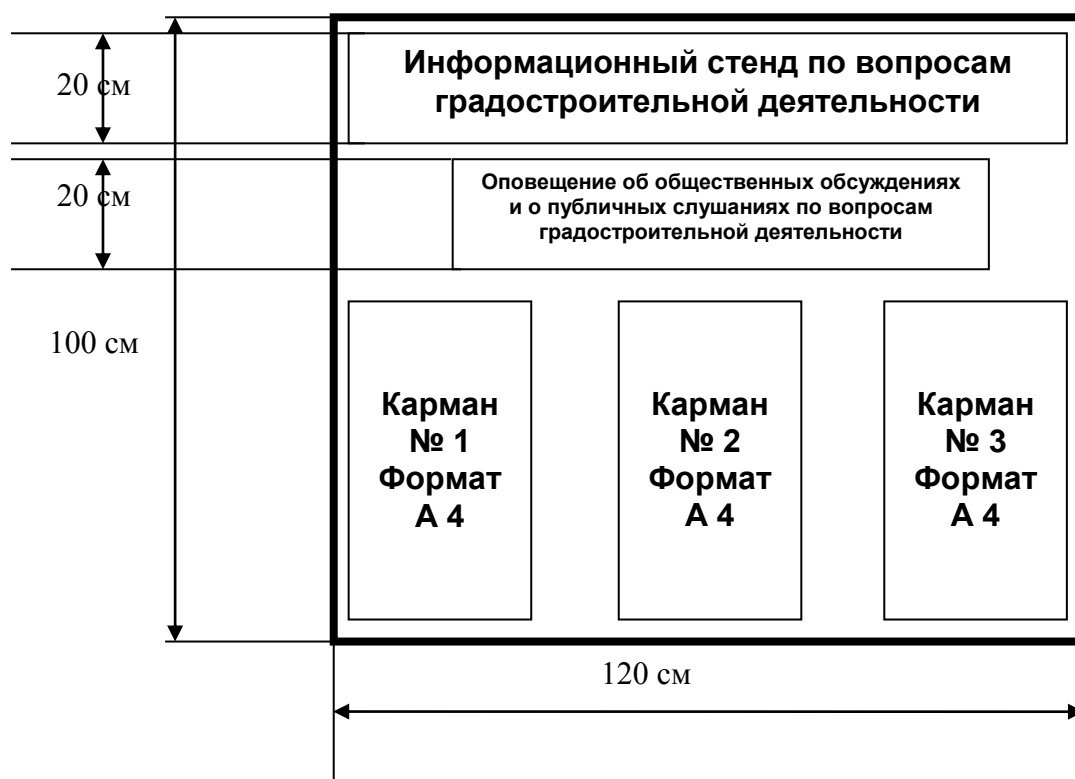 20 см
Информационный стенд по вопросам
градостроительной деятельности
20 см
Оповещение об общественных обсуждениях
и о публичных слушаниях по вопросам
градостроительной деятельности
100 см
Карман
№ 1
Формат
А 4
Карман
№ 2
Формат
А 4
Карман
№ 3
Формат
А 4
120 см